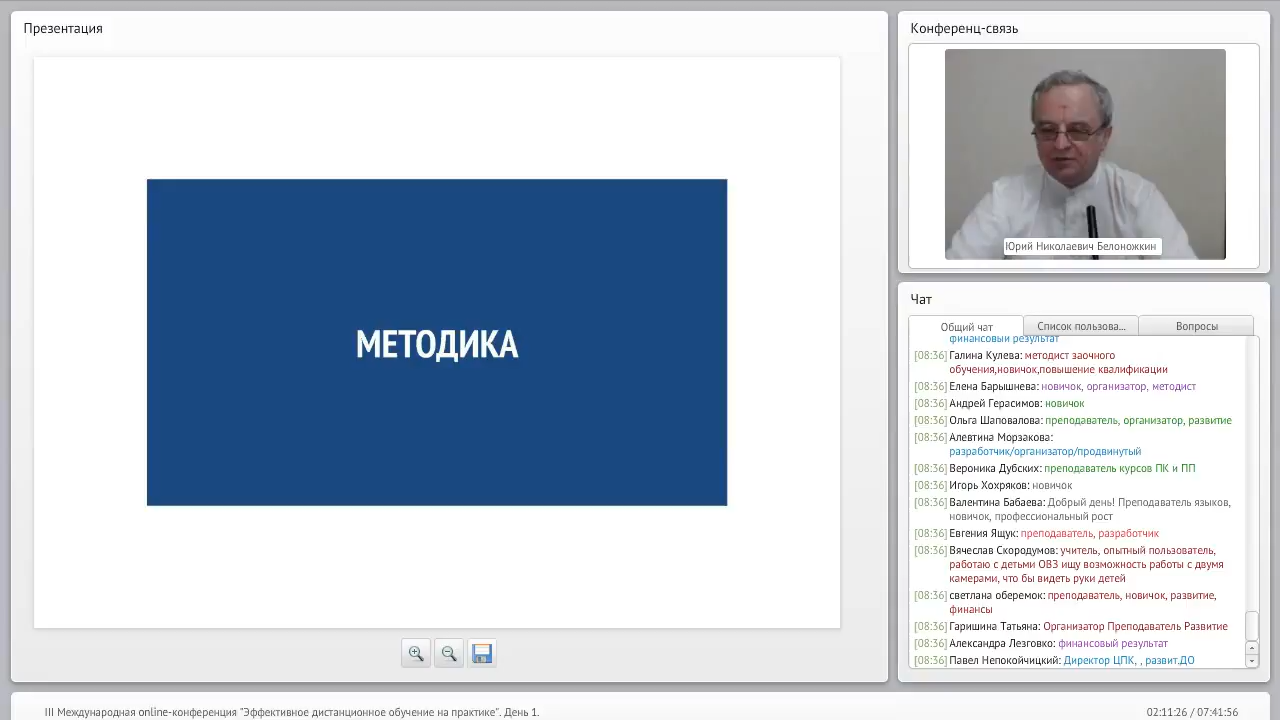 Презентация
МЕТОДИКА
Конференц-связь
Юрий Николаевич Белоножкин
Чат
Общий чат
Список пользова...
Вопросы
финансовый результат
[08:36] Галина Кулева: методист заочного
обучения,новичок,повышение квалификации
[08:36] Елена Барышнева: новичок, организатор, методист
[08:36] Андрей Герасимов: новичок
[08:36] Ольга Шаповалова: преподаватель, организатор, развитие
[08:36] Алевтина Морзакова:
разработчик/организатор/продвинутый
[08:36] Вероника Дубских: преподаватель курсов ПК и ПП
[08:36] Игорь Хохряков: новичок
[08:36] Валентина Бабаева: Добрый день! Преподаватель языков,
новичок, профессиональный рост
[08:36] Евгения Ящук: преподаватель, разработчик
[08:36] Вячеслав Скородумов: учитель, опытный пользователь,
работаю с детьми ОВЗ ищу возможность работы с двумя
камерами, что бы видеть руки детей
[08:36] светлана оберемок: преподаватель, новичок, развитие,
финансы
[08:36] Гаришина Татьяна: Организатор Преподаватель Развитие
[08:36] Александра Лезговко: финансовый результат
[08:36] Павел Непокойчицкий: Директор ЦПК, , развит.ДО
III Международная online-конференция "Эффективное дистанционное обучение на практике". День 1.
02:11:26 / 07:41:56